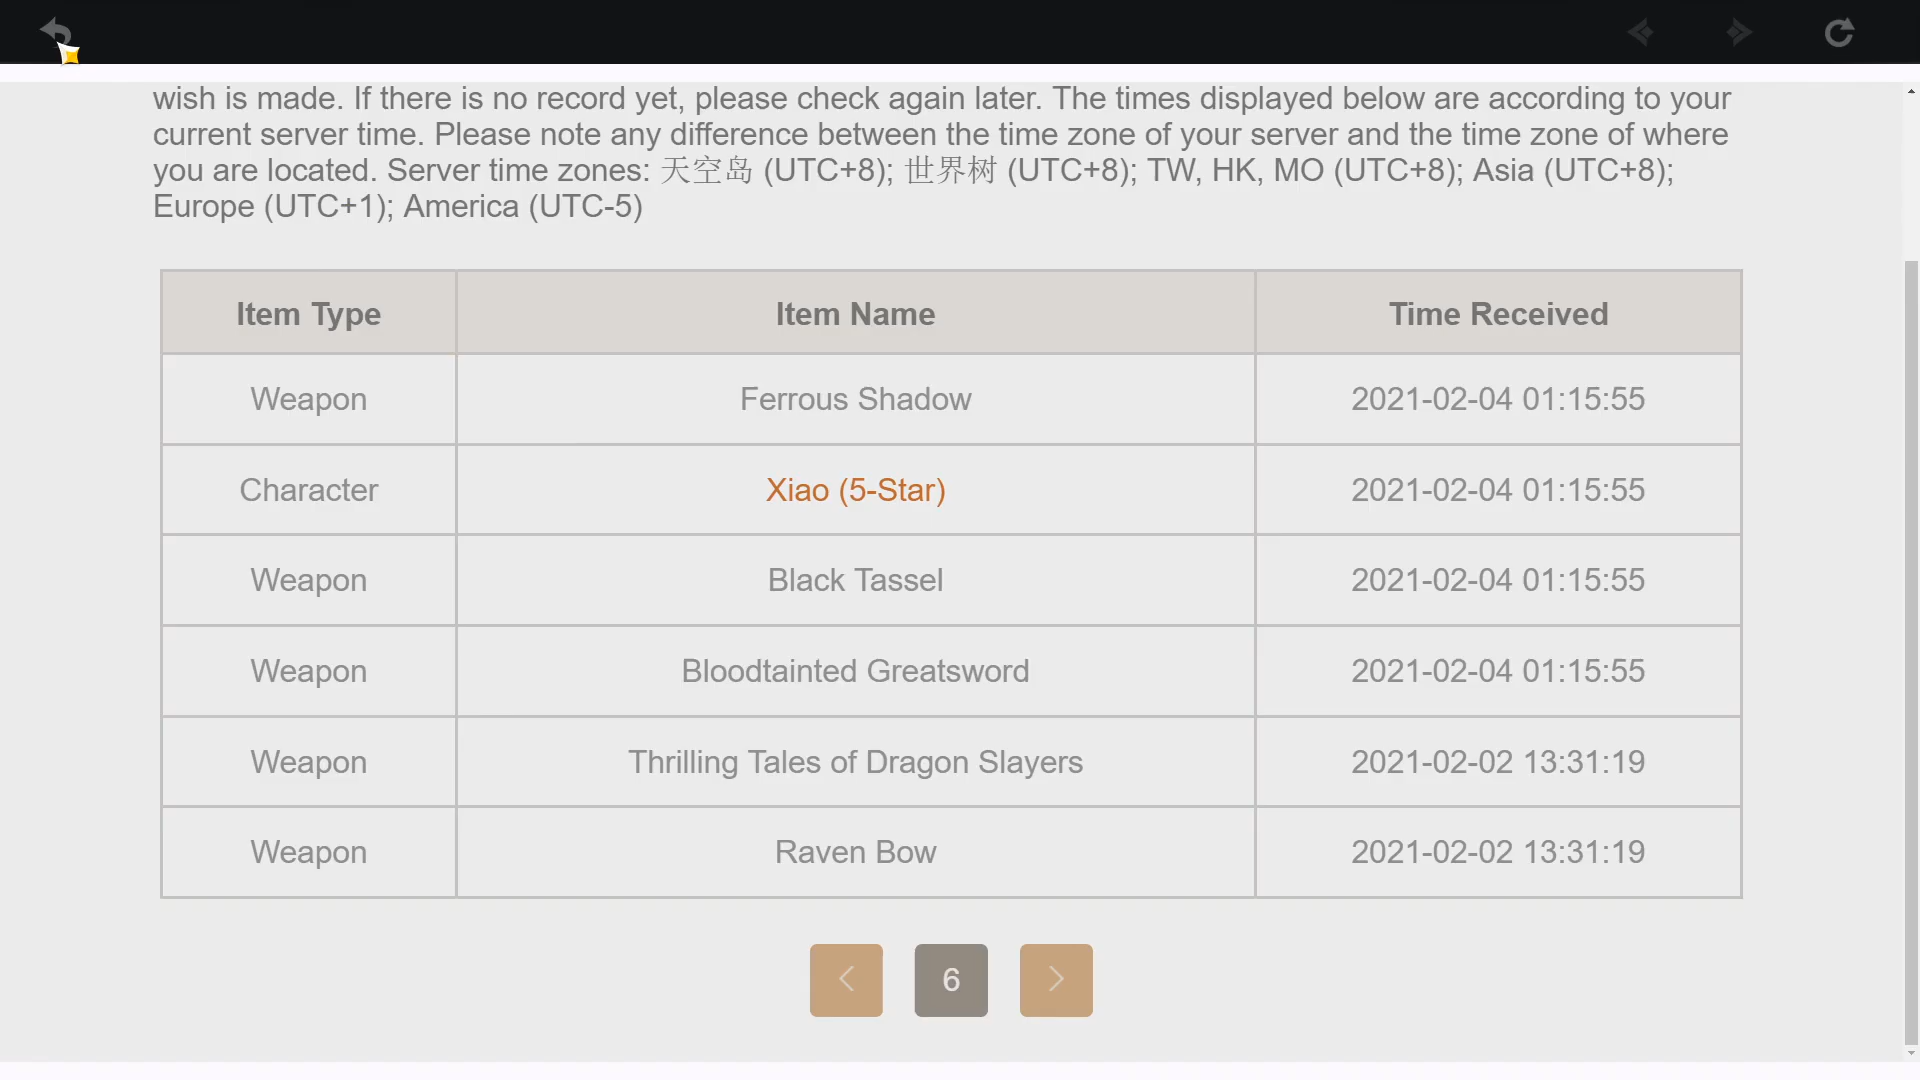 wish is made. If there is no record yet, please check again later. The times displayed below are according to your
current server time. Please note any difference between the time zone of your server and the time zone of where
you are located. Server time zones: 天空岛 (UTC+8); 世界树 (UTC+8); TW, HK, MO (UTC+8); Asia (UTC+8);
Europe (UTC+1); America (UTC-5)
Item Type Item Name Time Received
Weapon Ferrous Shadow 2021-02-04 01:15:55
Character Xiao (5-Star) 2021-02-04 01:15:55
Weapon Black Tassel 2021-02-04 01:15:55
Weapon Bloodtainted Greatsword 2021-02-04 01:15:55
Weapon Thrilling Tales of Dragon Slayers 2021-02-02 13:31:19
Weapon Raven Bow 2021-02-02 13:31:19
6